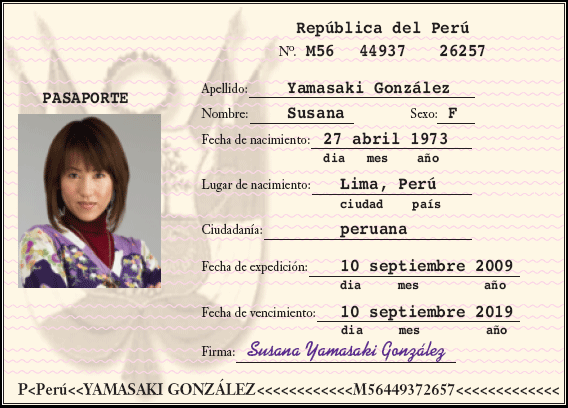 República del Perú
Nº. M56 44937 26257
PASAPORTE
Apellido: Yamasaki González
Nombre: Susana Sexo: F
Fecha de nacimiento: 27 abril 1973
dia mes año
Lugar de nacimiento: Lima, Perú
ciudad país
Ciudadanía: peruana
Fecha de expedición: 10 septiembre 2009
dia mes año
Fecha de vencimiento: 10 septiembre 2019
dia mes año
Firma: Susana Yamasaki González
P<Perú<<YAMASAKI GONZÁLEZ<<<<<<<<<<<<M56449372657<<<<<<<<<<<<<